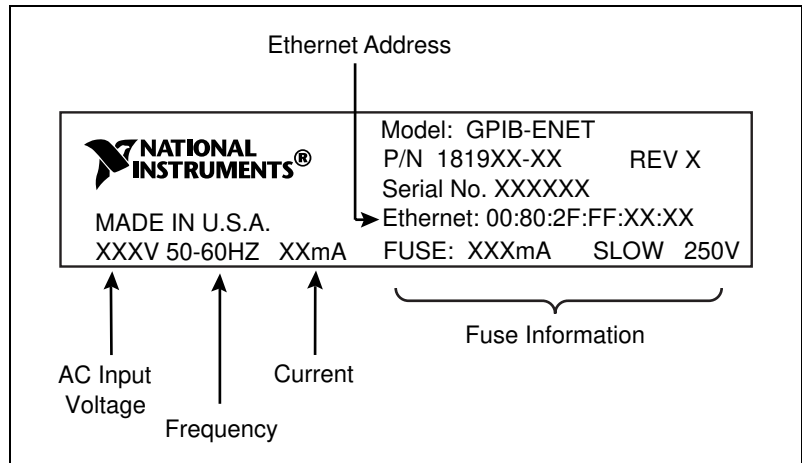 Ethernet Address
NATIONAL
INSTRUMENTS®
MADE IN U.S.A.
XXXV 50-60HZ XXmA
Model: GPIB-ENET
P/N 1819XX-XX REV X
Serial No. XXXXXX
Ethernet: 00:80:2F:FF:XX:XX
FUSE: XXXmA SLOW 250V
AC Input
Voltage
Frequency
Current
Fuse Information